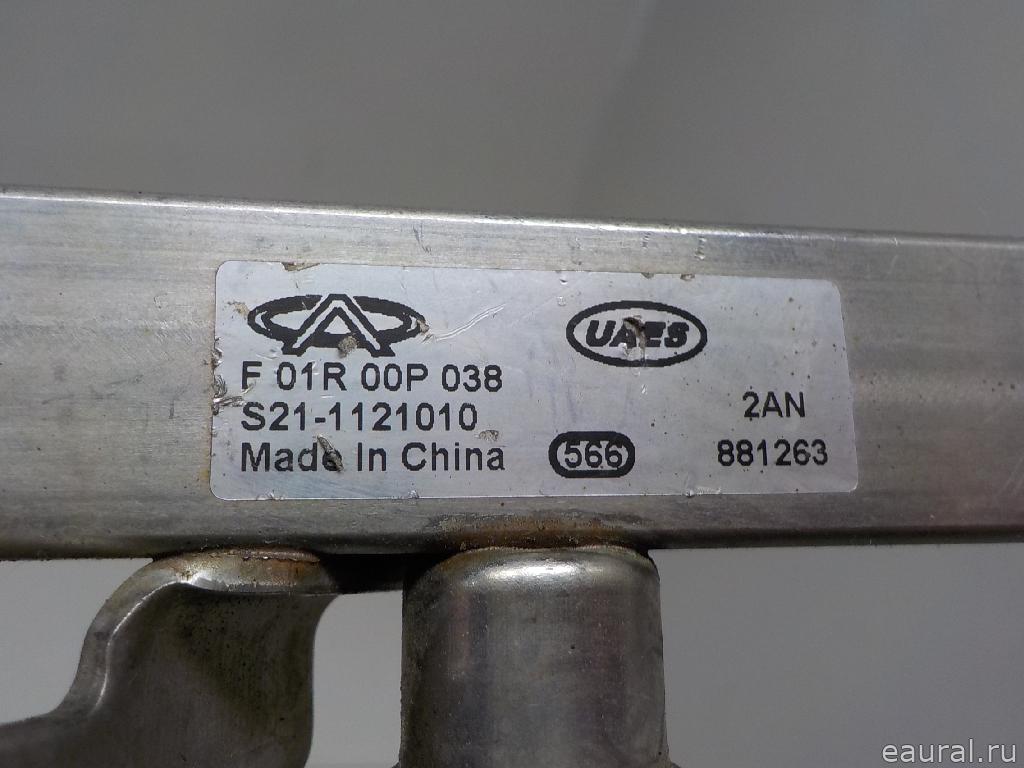 UAES
F 01R 00P 038
S21-1121010
2AN
Made In China
566
881263
eaural.ru